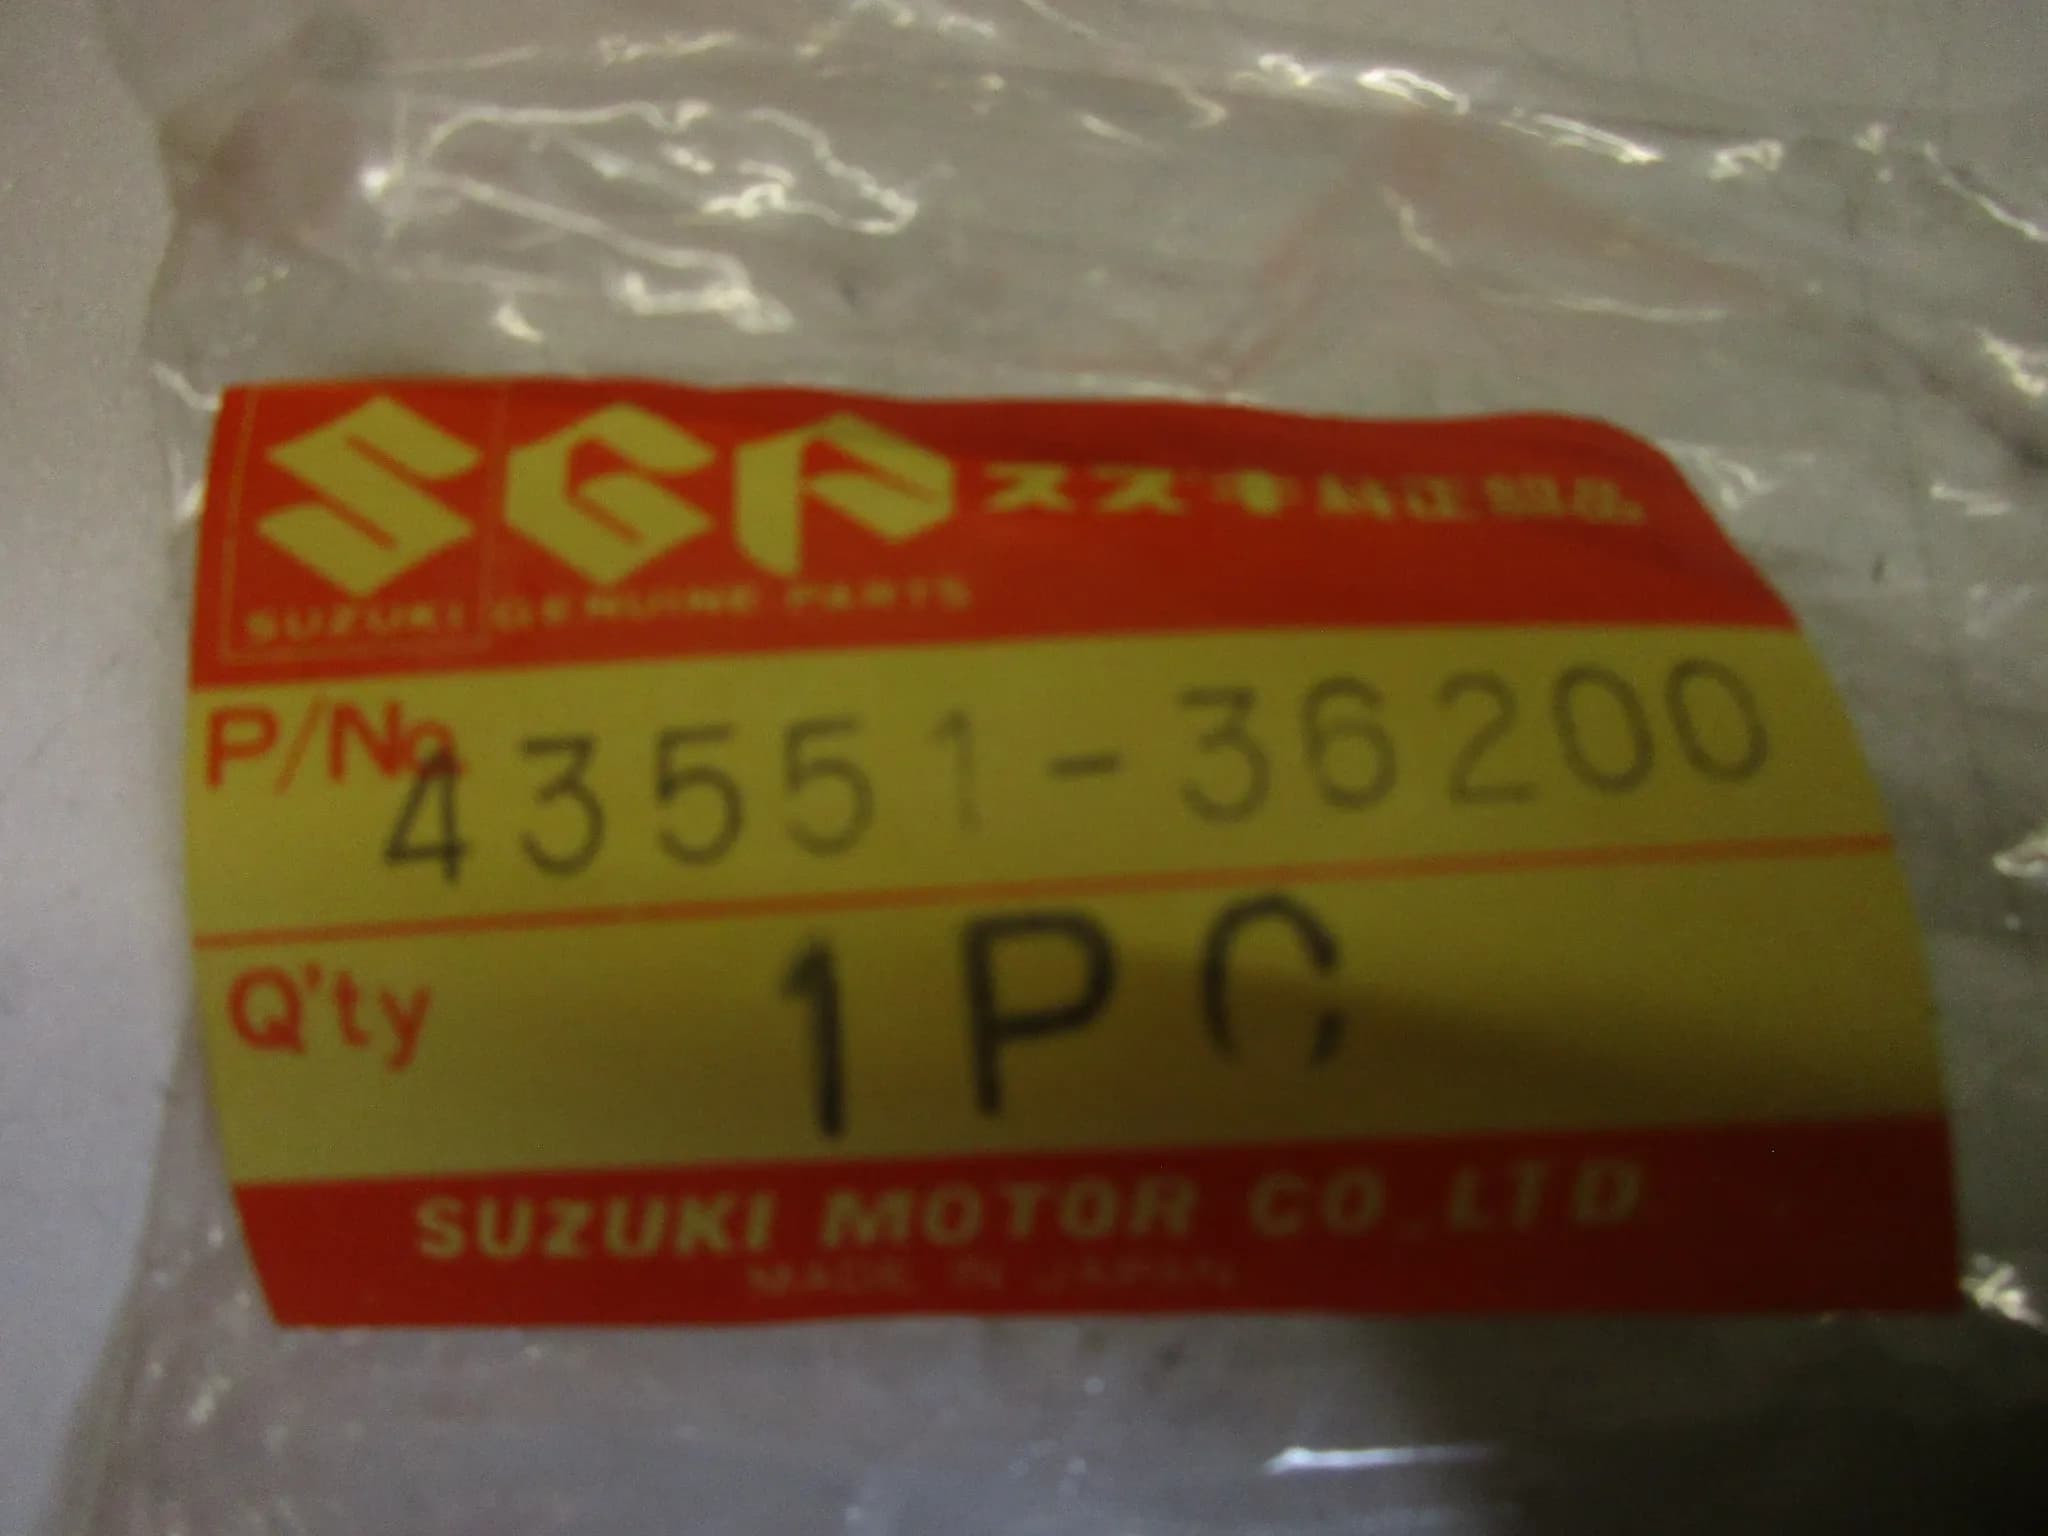 SGP スズキ純正部品
SUZUKI GENUINE PARTS
P/No. 43551-36200
Q'ty 1PC
SUZUKI MOTOR CO.,LTD.
MADE IN JAPAN